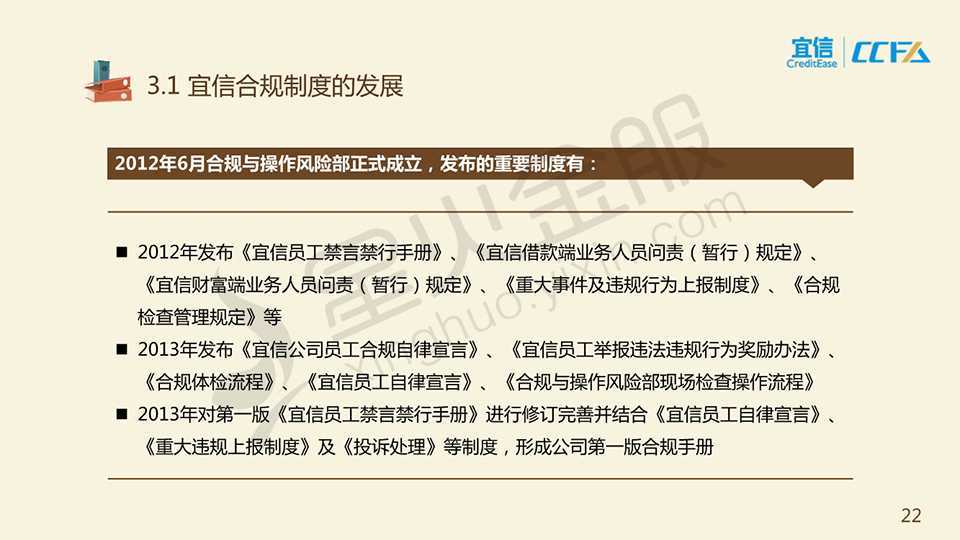 宜信
CreditEase
CCFA
3.1 宜信合规制度的发展
2012年6月合规与操作风险部正式成立，发布的重要制度有：
■ 2012年发布《宜信员工禁言禁行手册》、《宜信借款端业务人员问责（暂行）规定》、
《宜信财富端业务人员问责（暂行）规定》、《重大事件及违规行为上报制度》、《合规
检查管理规定》等
■ 2013年发布《宜信公司员工合规自律宣言》、《宜信员工举报违法违规行为奖励办法》、
《合规体检流程》、《宜信员工自律宣言》、《合规与操作风险部现场检查操作流程》
■ 2013年对第一版《宜信员工禁言禁行手册》进行修订完善并结合《宜信员工自律宣言》、
《重大违规上报制度》及《投诉处理》等制度，形成公司第一版合规手册
星火金服
xinghuo.yixin.com
22